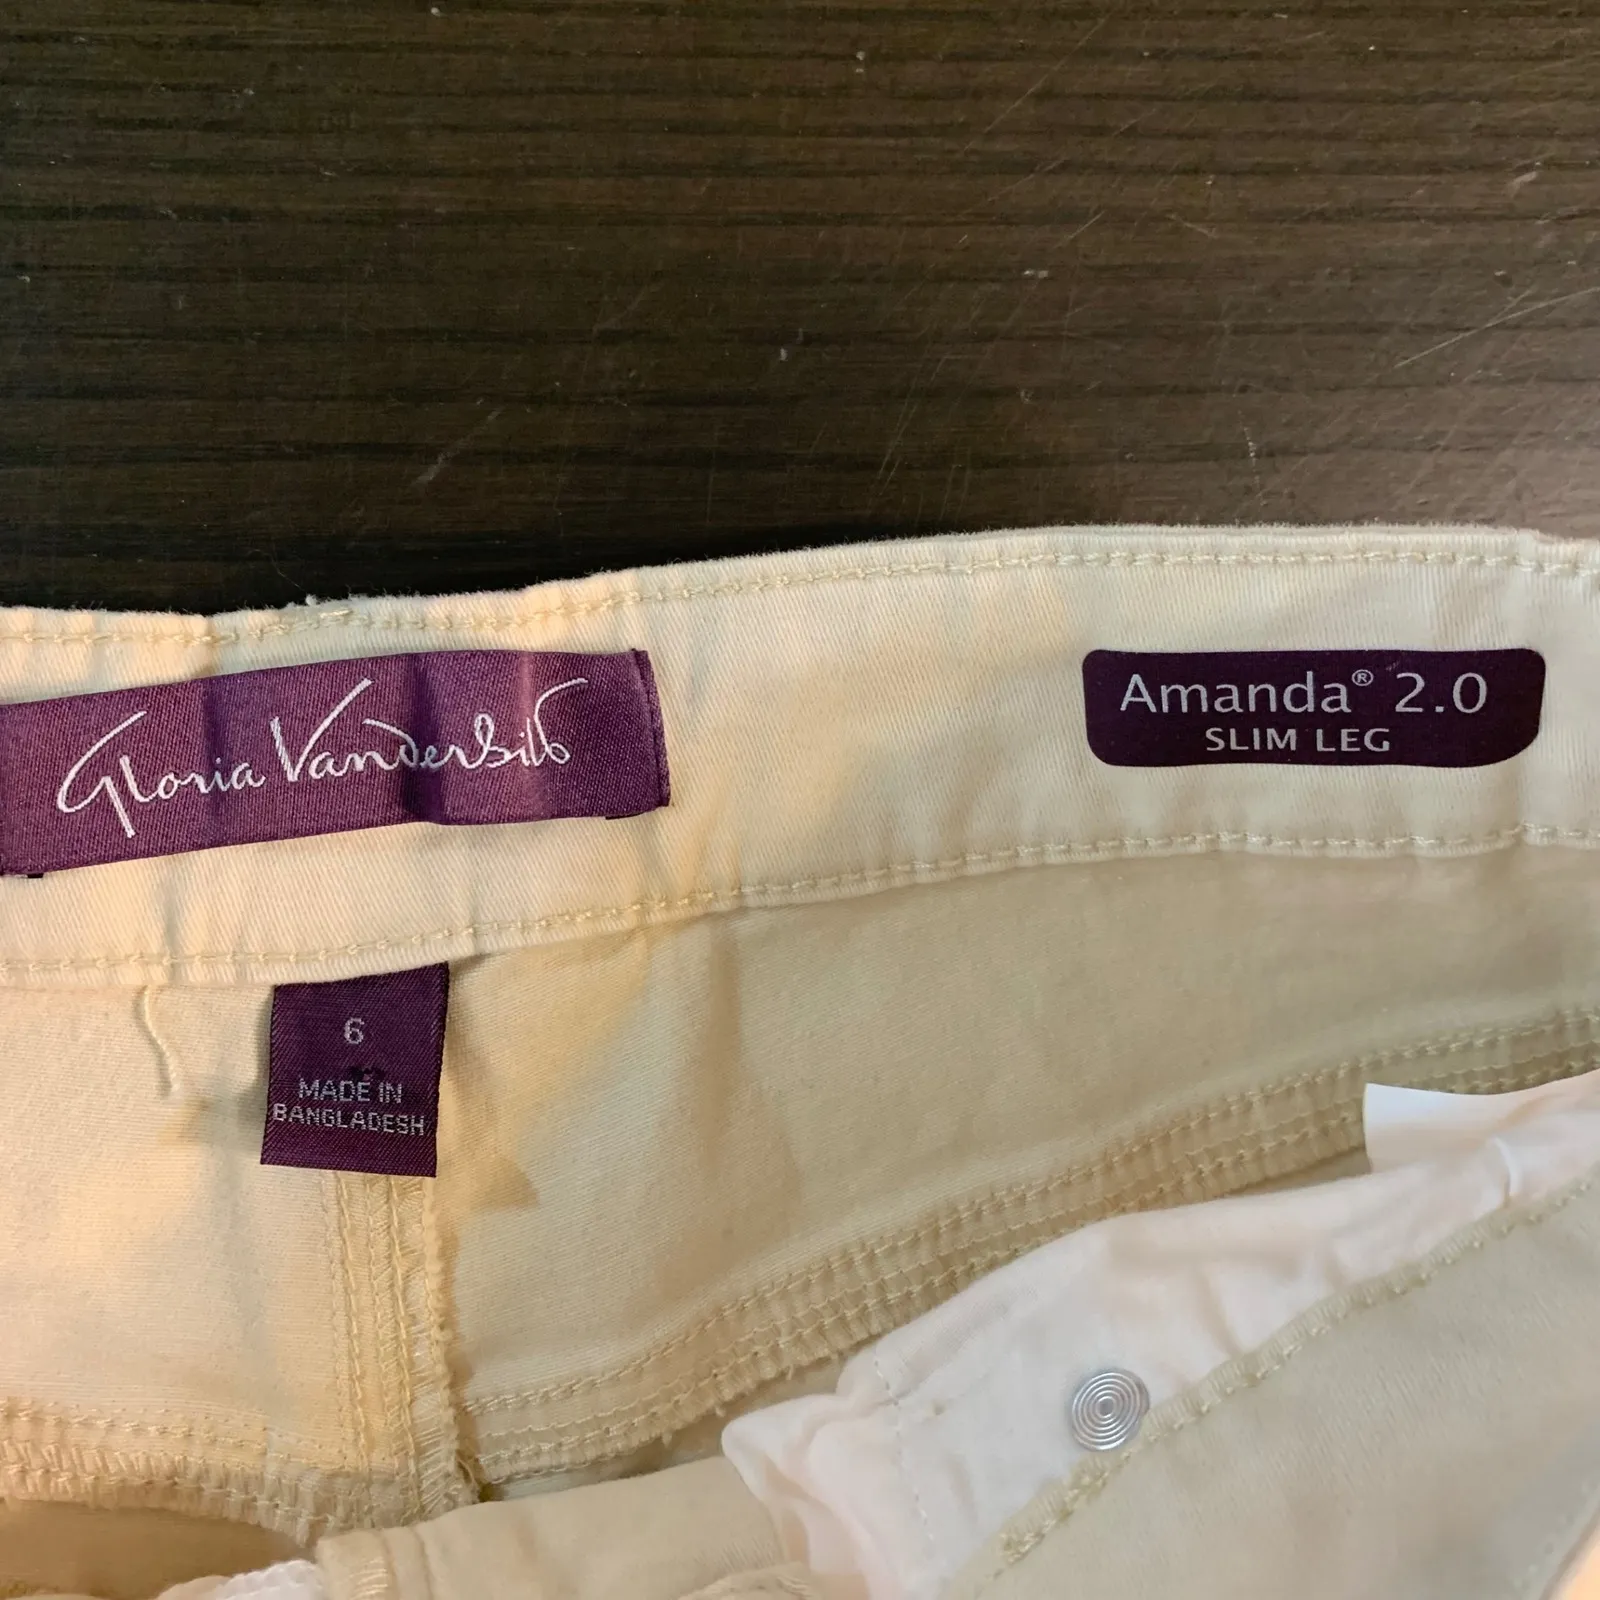 Gloria Vanderbilt
Amanda® 2.0
SLIM LEG
6
MADE IN
BANGLADESH